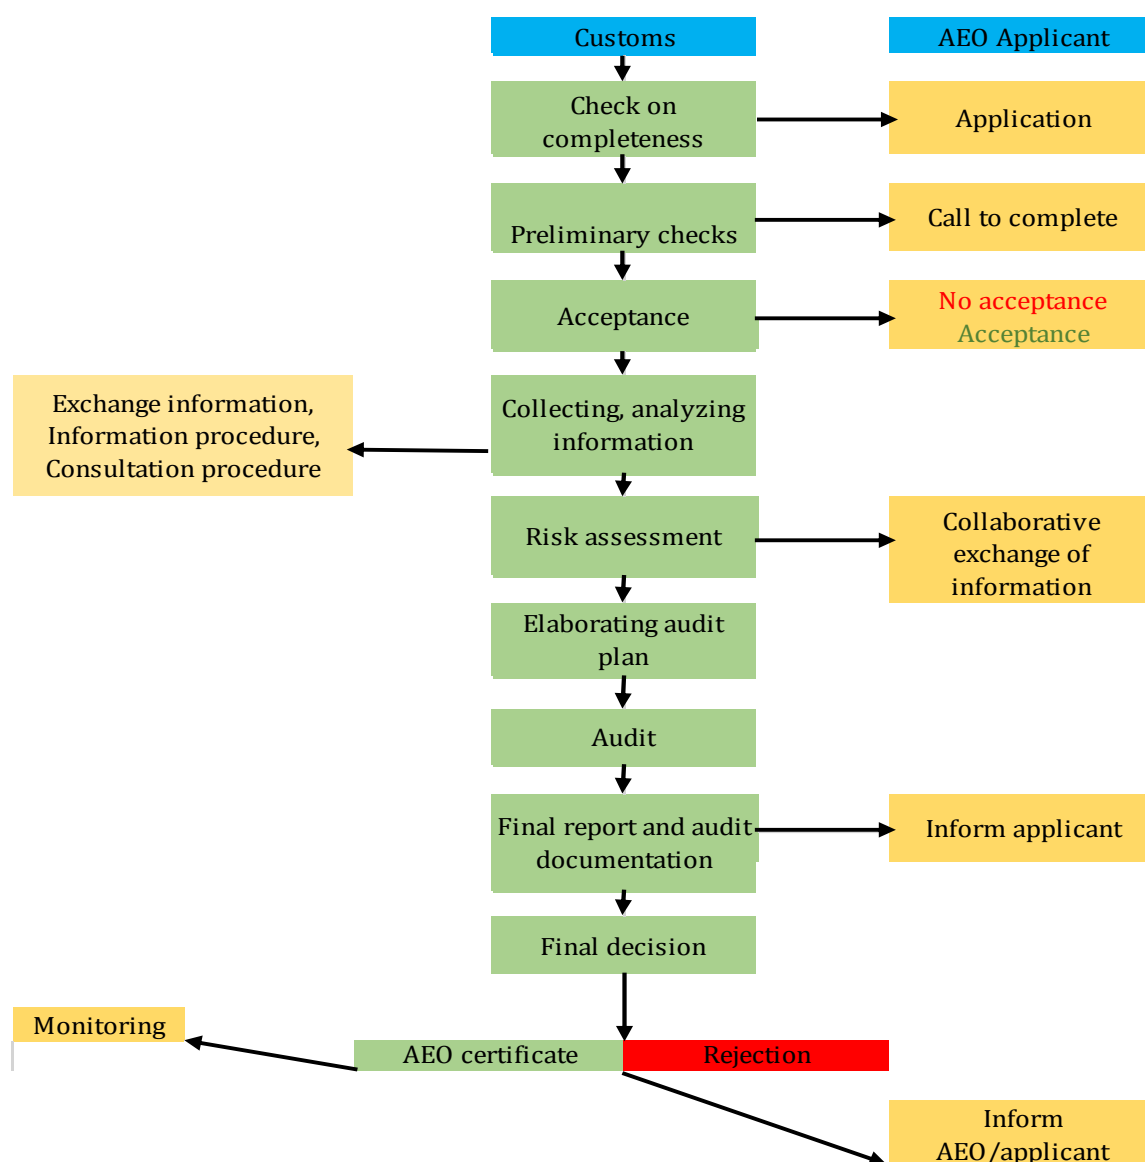 Customs
AEO Applicant
Check on
completeness
Application
Preliminary checks
Call to complete
Acceptance
No acceptance
Acceptance
Exchange information,
Information procedure,
Consultation procedure
Collecting, analyzing
information
Risk assessment
Collaborative
exchange of
information
Elaborating audit
plan
Audit
Final report and audit
documentation
Inform applicant
Final decision
Monitoring
AEO certificate
Rejection
Inform
AEO/applicant